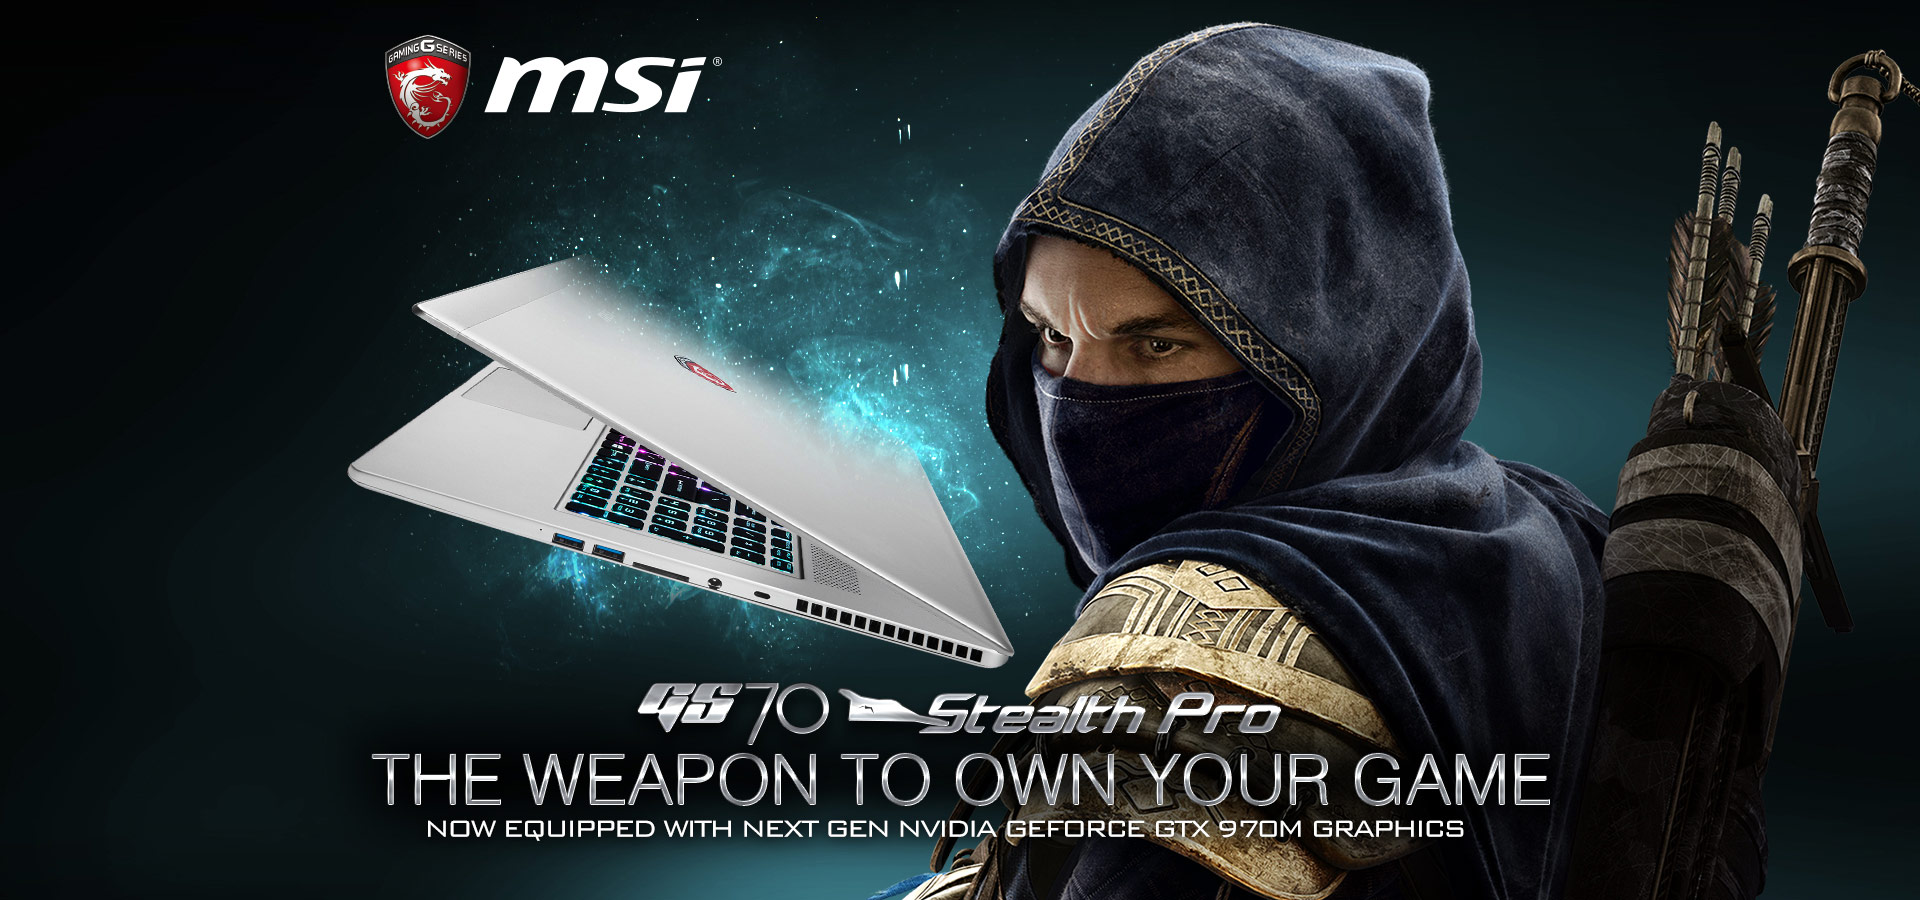 GAMING G SERIES
msi®
GS70 Stealth Pro
THE WEAPON TO OWN YOUR GAME
NOW EQUIPPED WITH NEXT GEN NVIDIA GEFORCE GTX 970M GRAPHICS